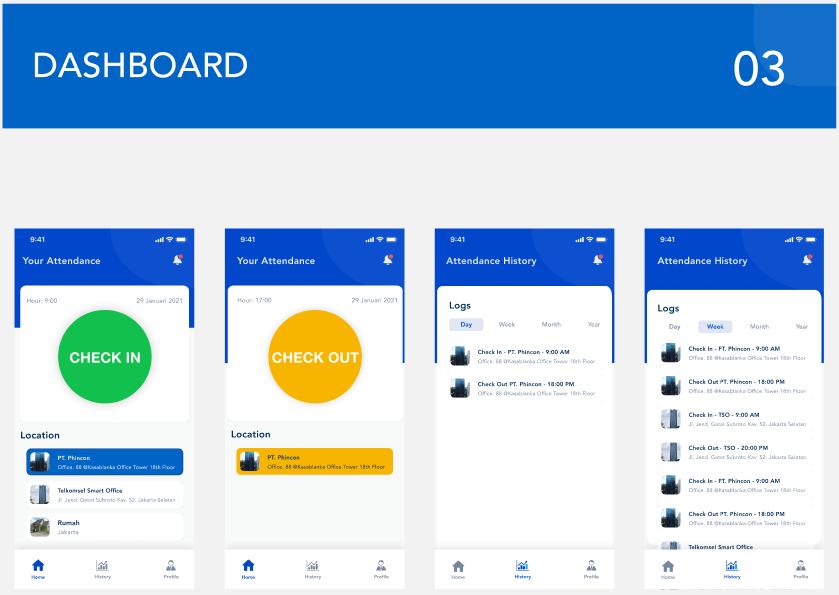 DASHBOARD
03
9:41
Your Attendance
Hour: 9:00
29 Januari 2021
CHECK IN
Location
PT. Phincon
Office. 88 @Kasablanka Office Tower 18th Floor
Telkomsel Smart Office
Jl. Jend. Gatot Subroto Kav. 52. Jakarta Selatan
Rumah
Jakarta
Home
History
Profile
9:41
Your Attendance
Hour: 17:00
29 Januari 2021
CHECK OUT
Location
PT. Phincon
Office. 88 @Kasablanka Office Tower 18th Floor
Home
History
Profile
9:41
Attendance History
Logs
Day
Week
Month
Year
Check In - PT. Phincon - 9:00 AM
Office. 88 @Kasablanka Office Tower 18th Floor
Check Out PT. Phincon - 18:00 PM
Office. 88 @Kasablanka Office Tower 18th Floor
Home
History
Profile
9:41
Attendance History
Logs
Day
Week
Month
Year
Check In - PT. Phincon - 9:00 AM
Office. 88 @Kasablanka Office Tower 18th Floor
Check Out PT. Phincon - 18:00 PM
Office. 88 @Kasablanka Office Tower 18th Floor
Check In - TSO - 9:00 AM
Jl. Jend. Gatot Subroto Kav. 52. Jakarta Selatan
Check Out - TSO - 20:00 PM
Jl. Jend. Gatot Subroto Kav. 52. Jakarta Selatan
Check In - PT. Phincon - 9:00 AM
Office. 88 @Kasablanka Office Tower 18th Floor
Check Out PT. Phincon - 18:00 PM
Office. 88 @Kasablanka Office Tower 18th Floor
Telkomsel Smart Office
Home
History
Profile